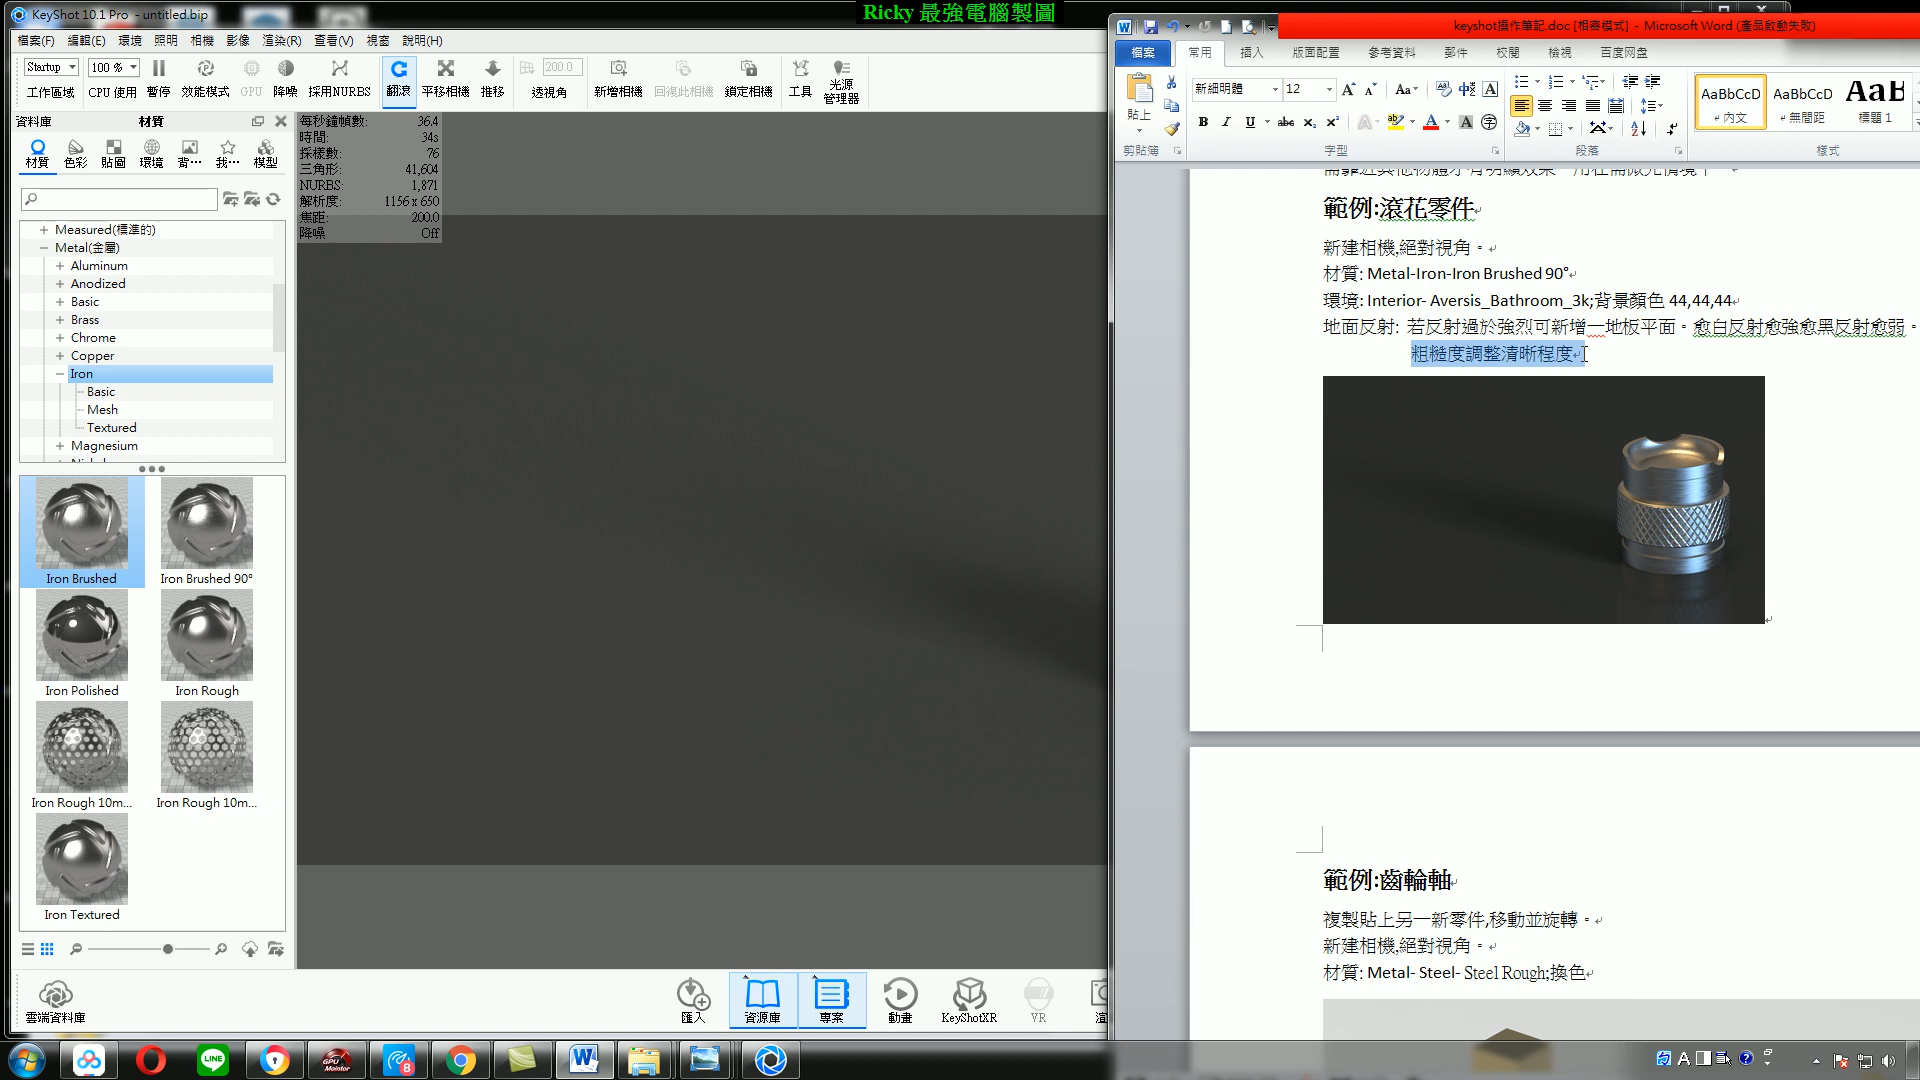 KeyShot 10.1 Pro - untitled.bip
Ricky 最強電腦製圖
檔案(F) 編輯(E) 環境 照明 相機 影像 渲染(R) 查看(V) 視窗 說明(H)
Startup 100 % 200.0
工作區域 CPU 使用 暫停 效能模式 GPU 降噪 採用NURBS 翻滾 平移相機 推移 透視角 新增相機 回復此相機 鎖定相機 工具 光源管理器
資料庫 材質
材質 色彩 貼圖 環境 背⋯ 我⋯ 模型
每秒鐘幀數: 36.4
時間: 34s
採樣數: 76
三角形: 41,604
NURBS: 1,871
解析度: 1156 x 650
焦距: 200.0
降噪 Off
Measured(標準的)
Metal(金屬)
Aluminum
Anodized
Basic
Brass
Chrome
Copper
Iron
Basic
Mesh
Textured
Magnesium
Iron Brushed Iron Brushed 90°
Iron Polished Iron Rough
Iron Rough 10m... Iron Rough 10m...
Iron Textured
雲端資料庫 匯入 資源庫 專案 動畫 KeyShotXR VR
keyshot操作筆記.doc [相容模式] - Microsoft Word (產品啟動失敗)
檔案 常用 插入 版面配置 參考資料 郵件 校閱 檢視 百度网盘
貼上 新細明體 12
AaBbCcD AaBbCcD AaB
內文 無間距 標題 1
剪貼簿 字型 段落 樣式
範例:滾花零件
新建相機,絕對視角。
材質: Metal-Iron-Iron Brushed 90°
環境: Interior- Aversis_Bathroom_3k;背景顏色 44,44,44
地面反射: 若反射過於強烈可新增一地板平面。愈白反射愈強愈黑反射愈弱。
粗糙度調整清晰程度
範例:齒輪軸
複製貼上另一新零件,移動並旋轉。
新建相機,絕對視角。
材質: Metal- Steel- Steel Rough;換色